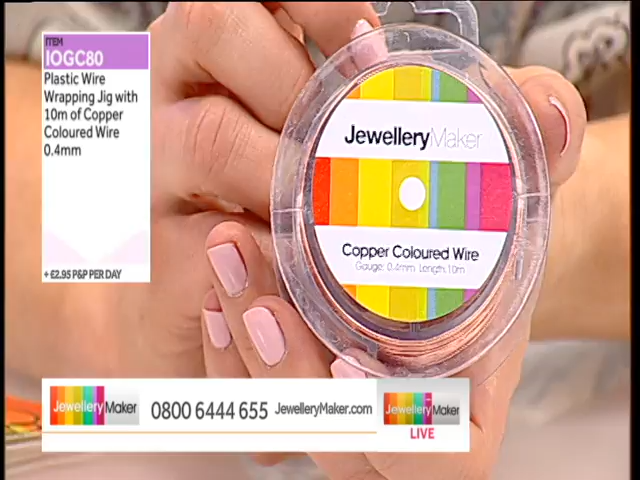 ITEM
IOGC80
Plastic Wire
Wrapping Jig with
10m of Copper
Coloured Wire
0.4mm
+ £2.95 P&P PER DAY
JewelleryMaker
Copper Coloured Wire
Gauge: 0.4mm Length: 10m
JewelleryMaker
0800 6444 655
JewelleryMaker.com
JewelleryMaker
LIVE